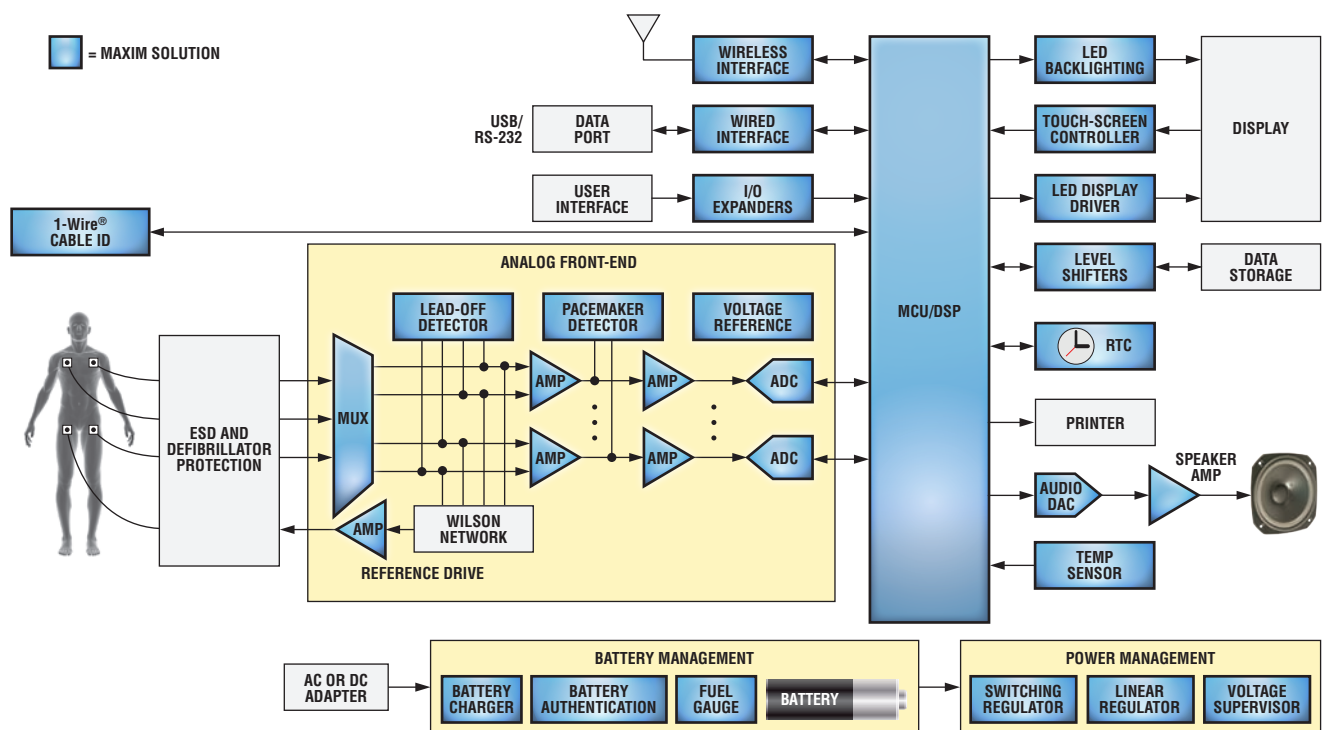 = MAXIM SOLUTION
WIRELESS
INTERFACE
LED
BACKLIGHTING
USB/
RS-232
DATA
PORT
WIRED
INTERFACE
TOUCH-SCREEN
CONTROLLER
DISPLAY
USER
INTERFACE
I/O
EXPANDERS
LED DISPLAY
DRIVER
1-Wire®
CABLE ID
ANALOG FRONT-END
LEVEL
SHIFTERS
DATA
STORAGE
LEAD-OFF
DETECTOR
PACEMAKER
DETECTOR
VOLTAGE
REFERENCE
MCU/DSP
RTC
AMP
AMP
ADC
MUX
ESD AND
DEFIBRILLATOR
PROTECTION
PRINTER
AMP
AMP
ADC
SPEAKER
AMP
AUDIO
DAC
AMP
WILSON
NETWORK
REFERENCE DRIVE
TEMP
SENSOR
BATTERY MANAGEMENT
POWER MANAGEMENT
AC OR DC
ADAPTER
BATTERY
CHARGER
BATTERY
AUTHENTICATION
FUEL
GAUGE
BATTERY
SWITCHING
REGULATOR
LINEAR
REGULATOR
VOLTAGE
SUPERVISOR